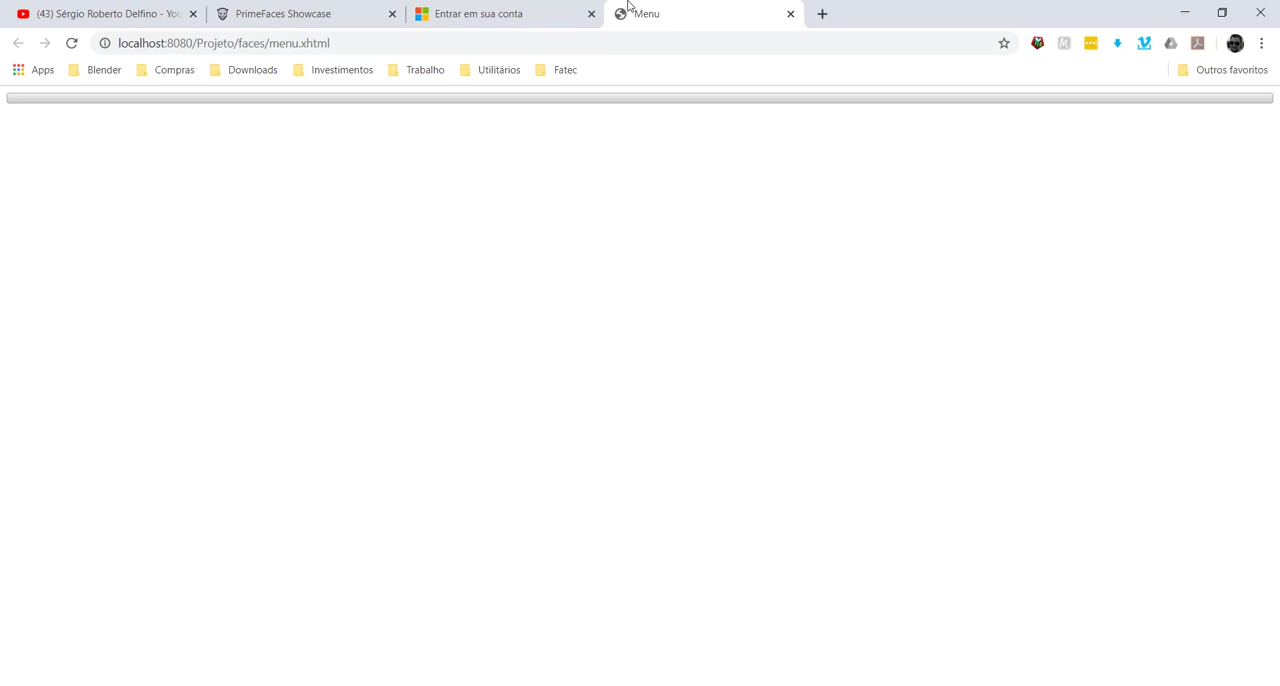 (43) Sérgio Roberto Delfino - You
PrimeFaces Showcase
Entrar em sua conta
Menu
localhost:8080/Projeto/faces/menu.xhtml
Apps
Blender
Compras
Downloads
Investimentos
Trabalho
Utilitários
Fatec
Outros favoritos